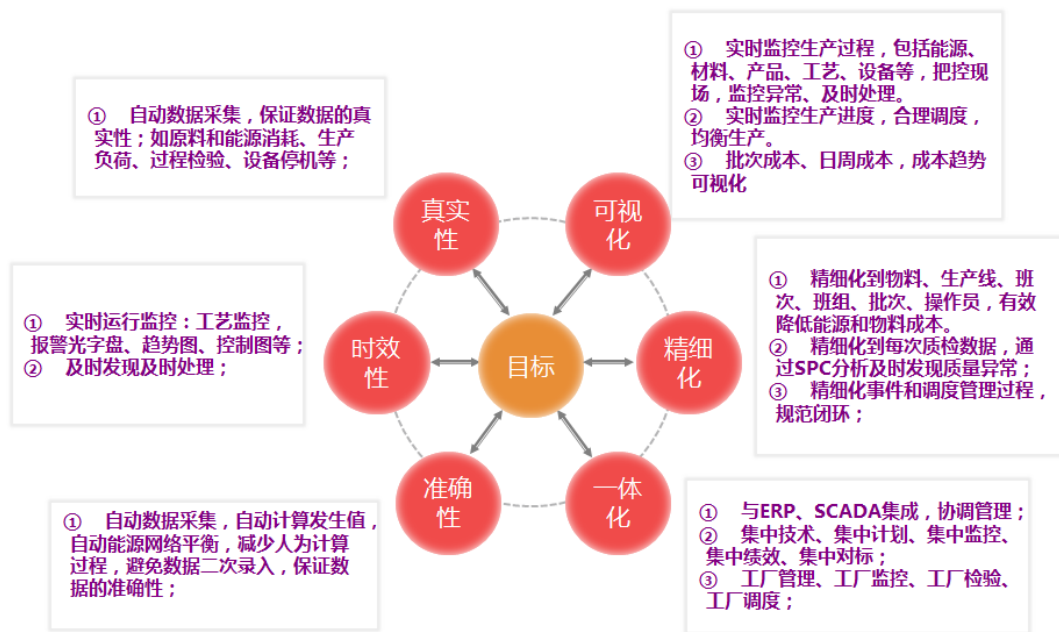 ① 自动数据采集，保证数据的真
实性；如原料和能源消耗、生产
负荷、过程检验、设备停机等；
① 实时监控生产过程，包括能源、
材料、产品、工艺、设备等，把控现
场，监控异常、及时处理。
② 实时监控生产进度，合理调度，
均衡生产。
③ 批次成本、日周成本，成本趋势
可视化
真实
性
可视
化
① 实时运行监控：工艺监控，
报警光字盘、趋势图、控制图等；
② 及时发现及时处理；
时效
性
目标
精细
化
① 精细化到物料、生产线、班
次、班组、批次、操作员，有效
降低能源和物料成本。
② 精细化到每次质检数据，通
过SPC分析及时发现质量异常；
③ 精细化事件和调度管理过程，
规范闭环；
准确
性
一体
化
① 自动数据采集，自动计算发生值，
自动能源网络平衡，减少人为计算
过程，避免数据二次录入，保证数
据的准确性；
① 与ERP、SCADA集成，协调管理；
② 集中技术、集中计划、集中监控、
集中绩效、集中对标；
③ 工厂管理、工厂监控、工厂检验、
工厂调度；